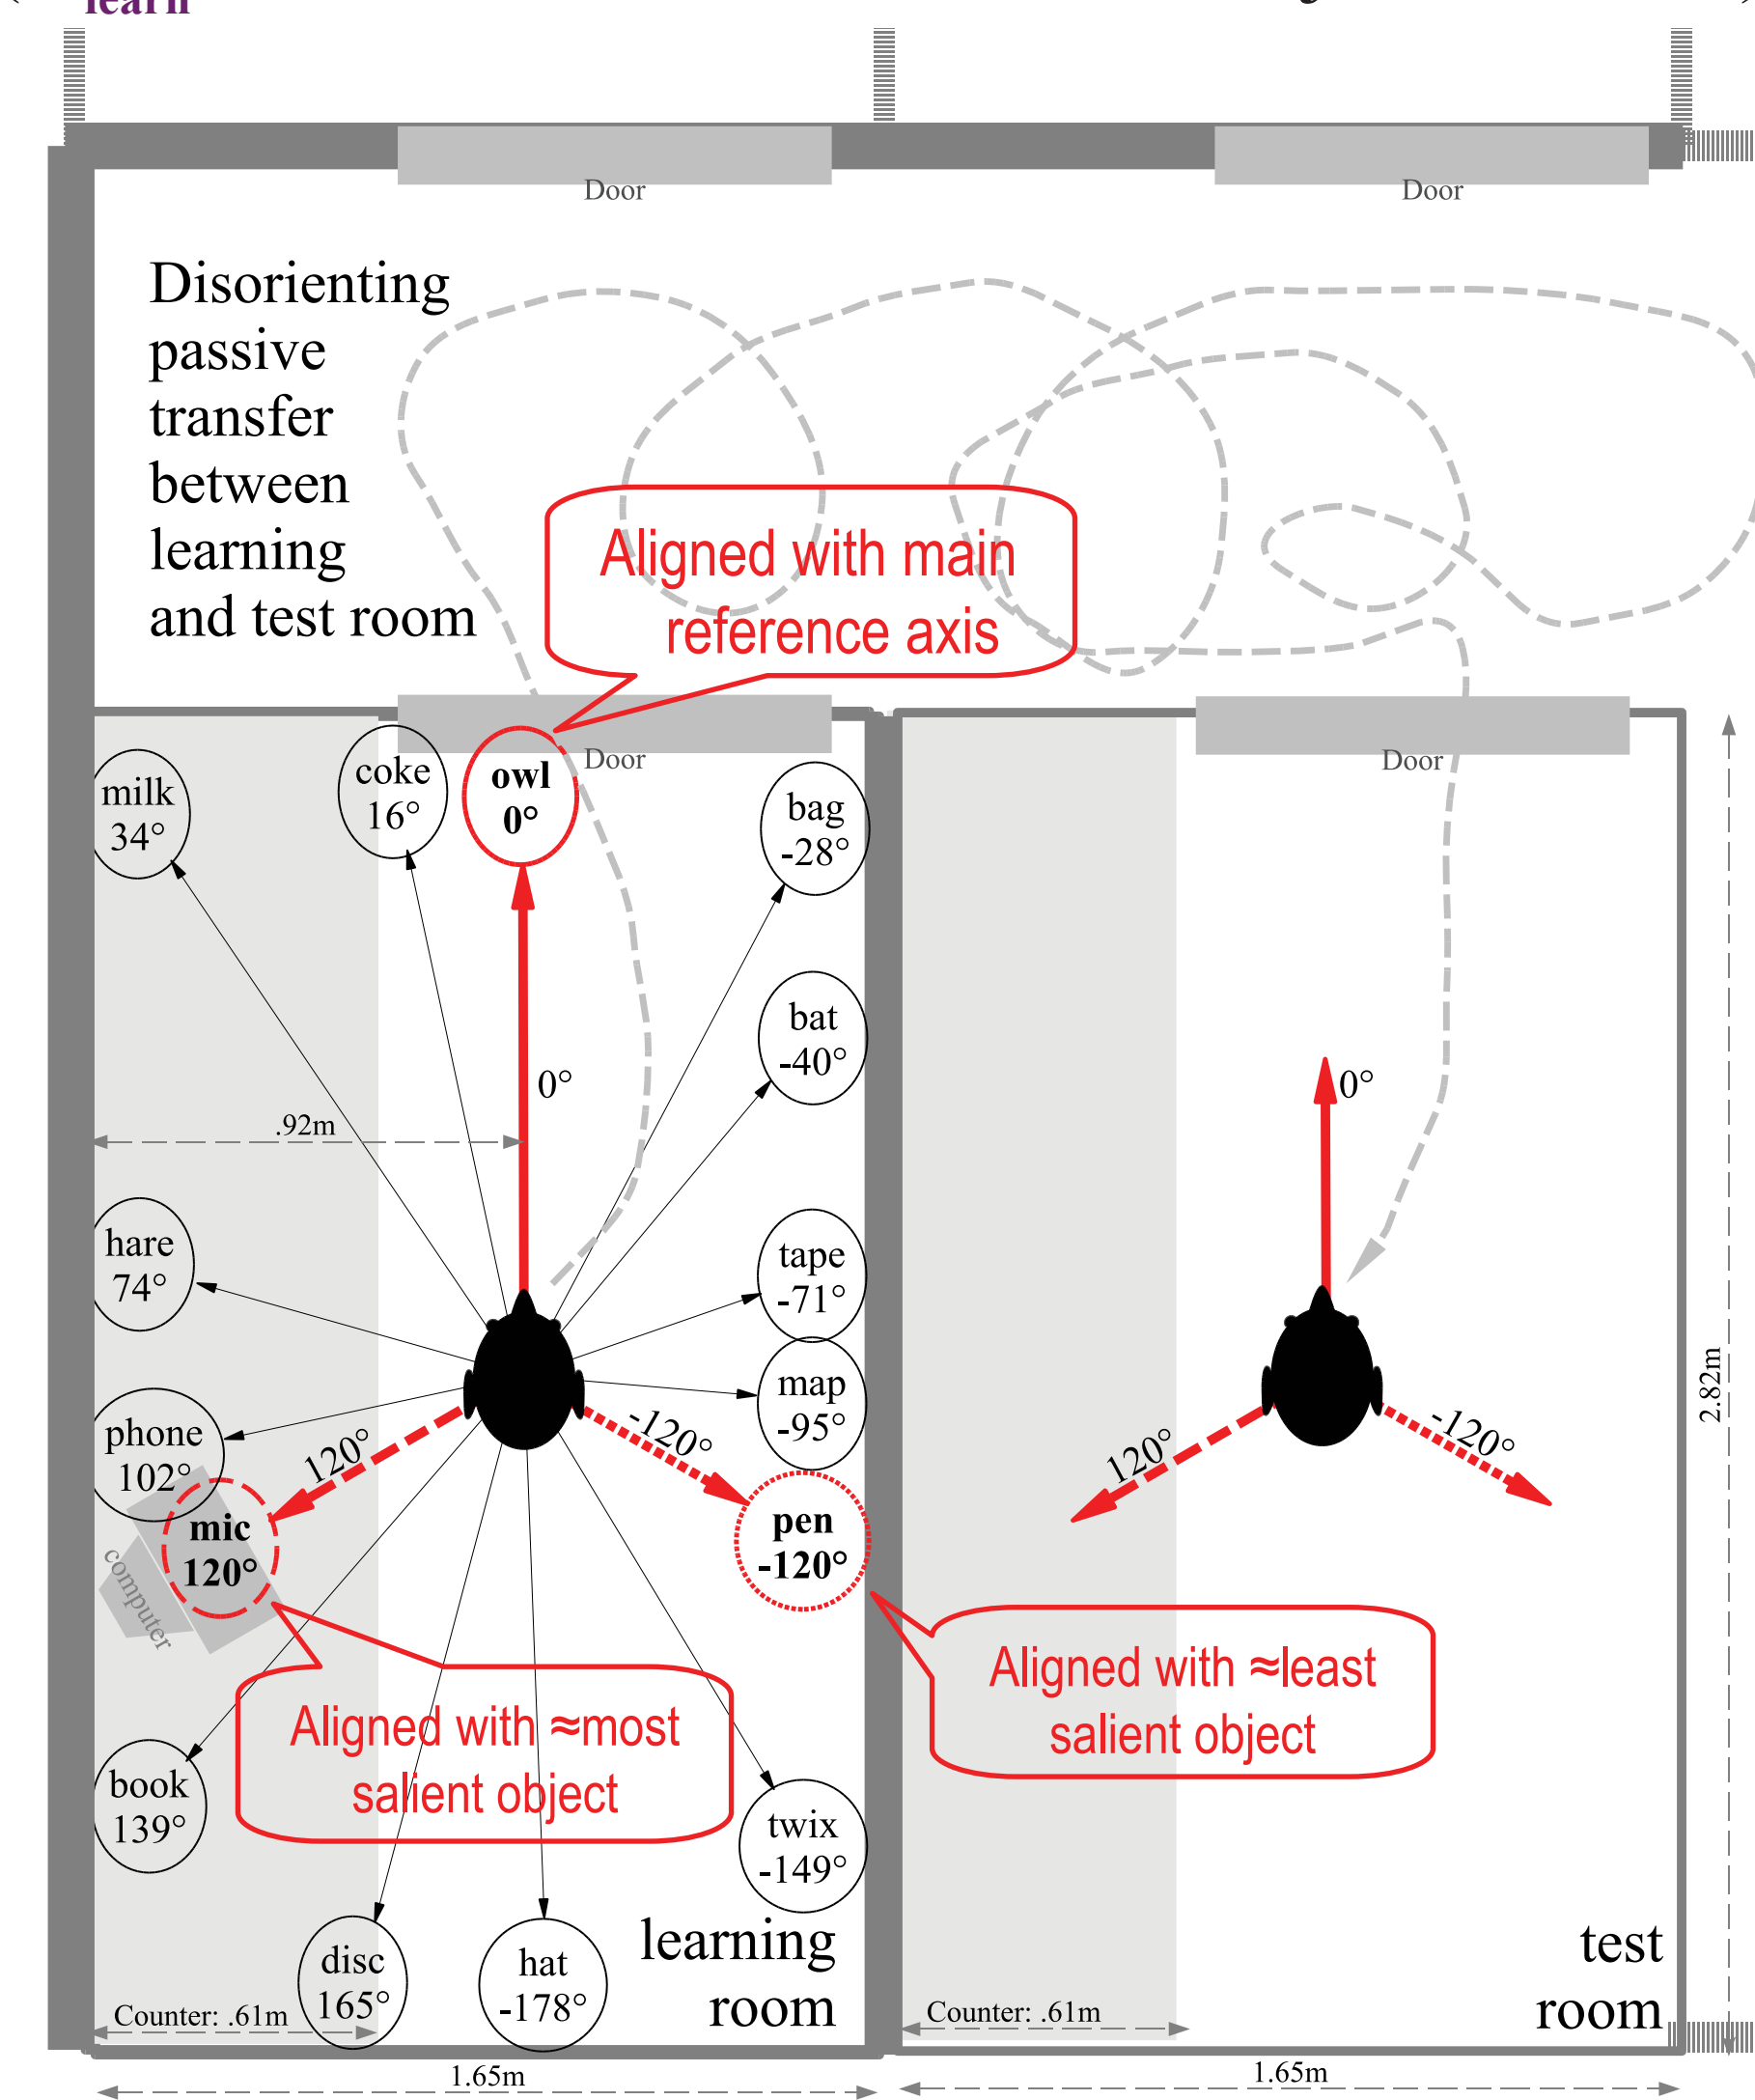 learn
Door
Door
Disorienting
passive
transfer
between
learning
and test room
Aligned with main
reference axis
Door
Door
milk
34°
coke
16°
owl
0°
bag
-28°
bat
-40°
0°
0°
.92m
hare
74°
tape
-71°
map
-95°
2.82m
phone
102°
120°
-120°
120°
-120°
mic
120°
pen
-120°
computer
Aligned with ≈most
salient object
Aligned with ≈least
salient object
book
139°
twix
-149°
disc
165°
hat
-178°
learning
room
test
room
Counter: .61m
Counter: .61m
1.65m
1.65m